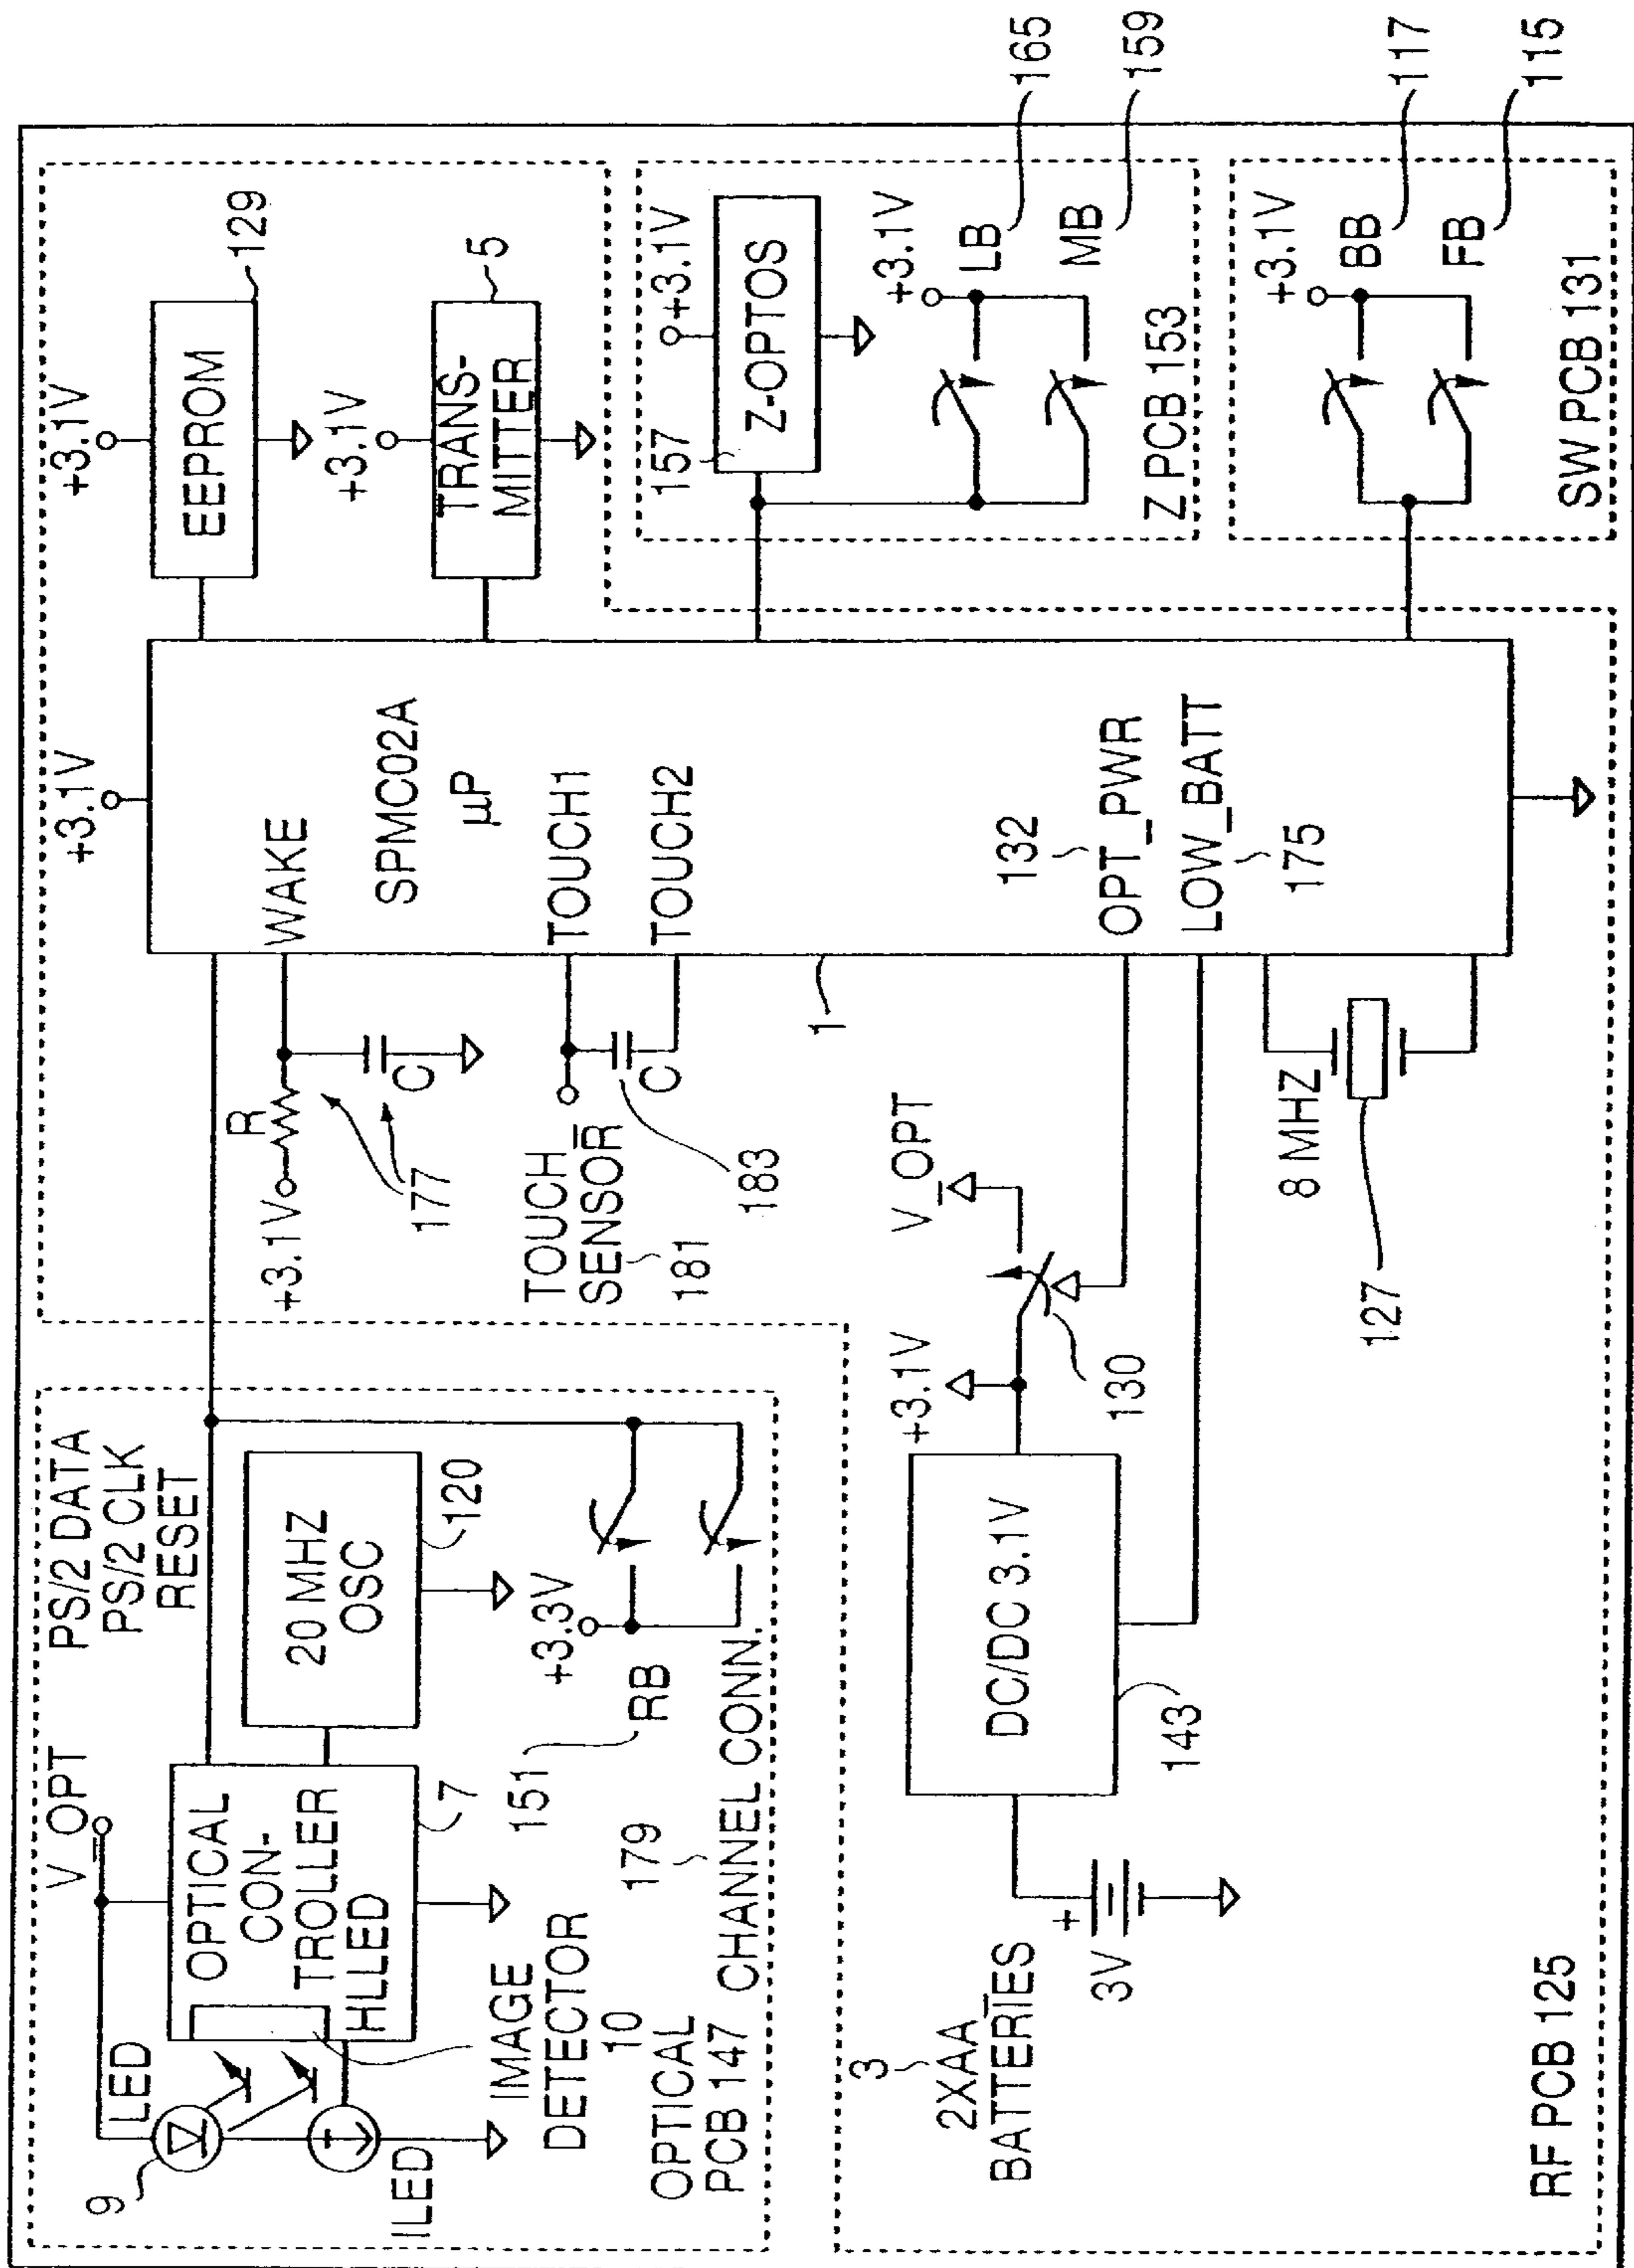 PS/2 DATA
PS/2 CLK
RESET
V_OPT
LED
9
OPTICAL
CON-
TROLLER
HLLED
7
ILED
20 MHZ
OSC
120
IMAGE
DETECTOR
10
OPTICAL
PCB 147
+3.3V
151
RB
179
CHANNEL CONN.
+3.1V
R
C
177
WAKE
+3.1V
SPMC02A
µP
TOUCH1
TOUCH2
TOUCH
SENSOR
181
C
183
1
132
OPT_PWR
LOW_BATT
175
+3.1V
EEPROM
129
+3.1V
TRANS-
MITTER
5
157
+3.1V
Z-OPTOS
+3.1V
LB
165
MB
159
Z PCB 153
+3.1V
BB
117
FB
115
SW PCB 131
V_OPT
+3.1V
130
DC/DC 3.1V
143
8 MHZ
127
3
2XAA
BATTERIES
+
3V
RF PCB 125